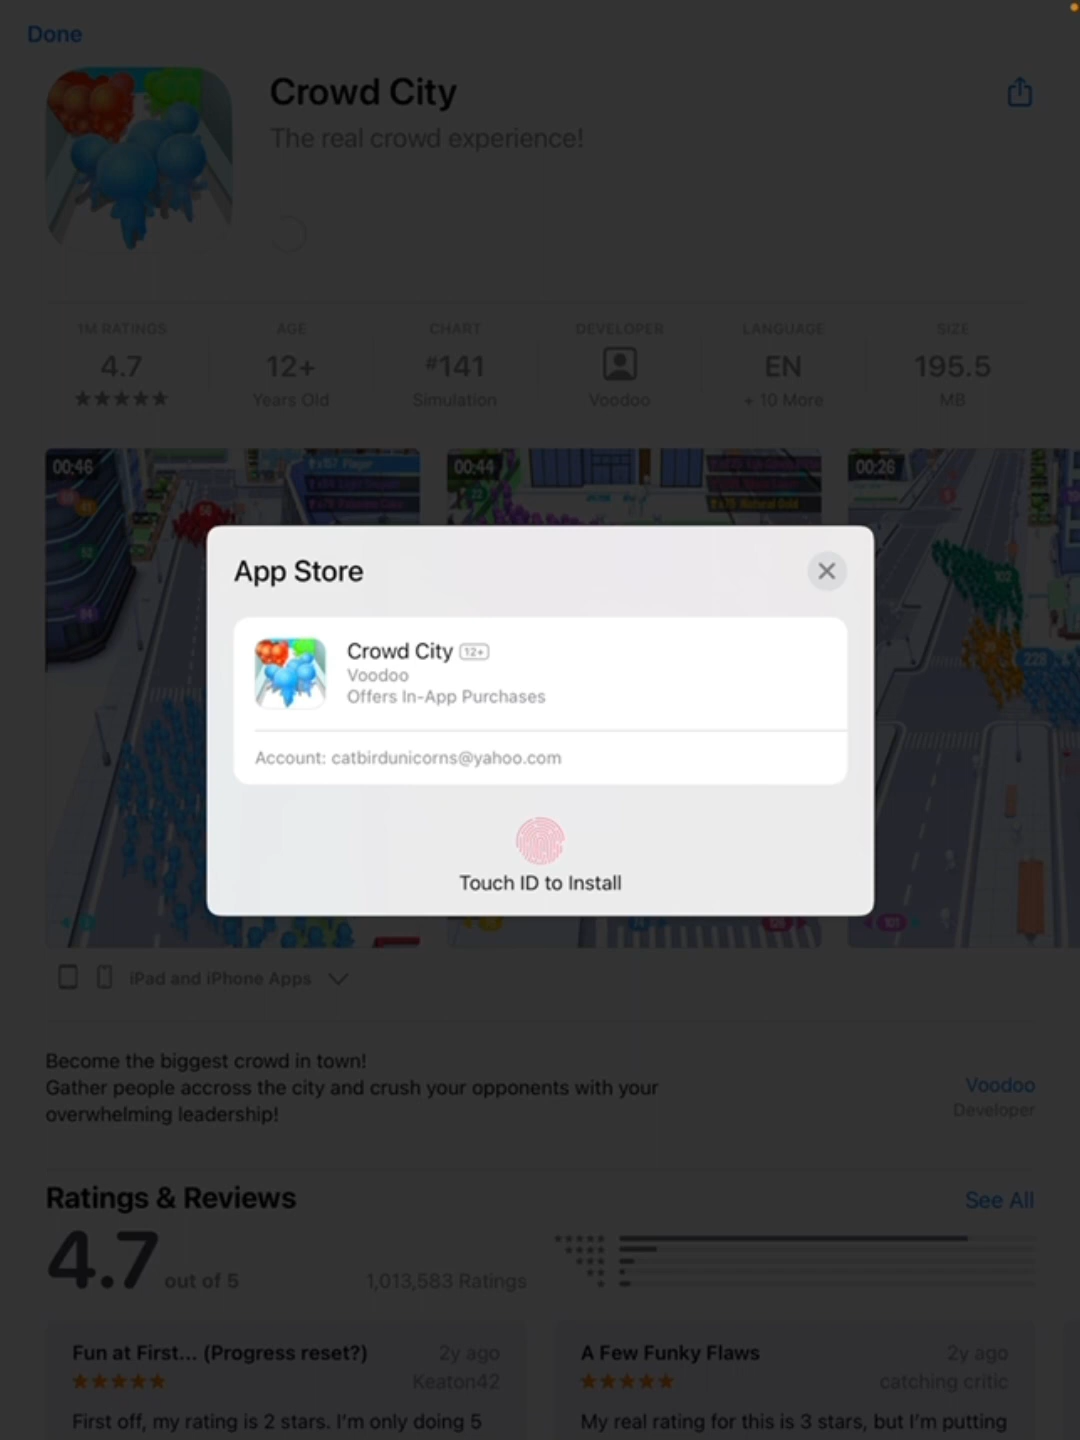 Done
Crowd City
The real crowd experience!
1M RATINGS
4.7
★★★★★
AGE
12+
Years Old
CHART
#141
Simulation
DEVELOPER
Voodoo
LANGUAGE
EN
+ 10 More
SIZE
195.5
MB
00:46
00:44
00:26
App Store
Crowd City 12+
Voodoo
Offers In-App Purchases
Account: catbirdunicorns@yahoo.com
Touch ID to Install
228
102
iPad and iPhone Apps
Become the biggest crowd in town!
Gather people accross the city and crush your opponents with your
overwhelming leadership!
Voodoo
Developer
Ratings & Reviews
See All
4.7 out of 5
1,013,583 Ratings
Fun at First... (Progress reset?)
2y ago
★★★★★
Keaton42
First off, my rating is 2 stars. I'm only doing 5
A Few Funky Flaws
2y ago
★★★★★
catching critic
My real rating for this is 3 stars, but I'm putting